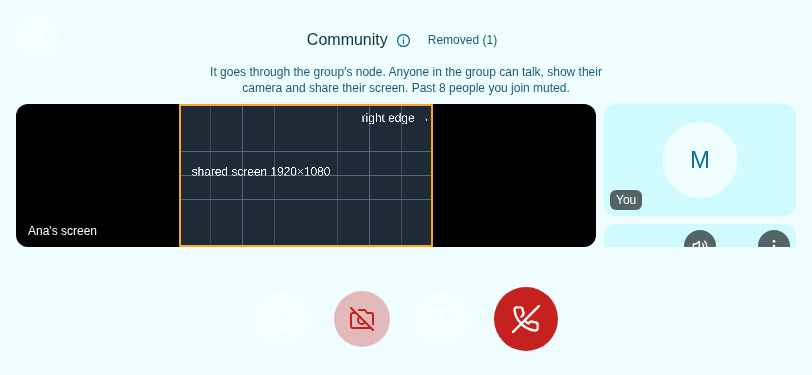 Community
Removed (1)
It goes through the group's node. Anyone in the group can talk, show their
camera and share their screen. Past 8 people you join muted.
right edge
shared screen 1920×1080
Ana's screen
M
You